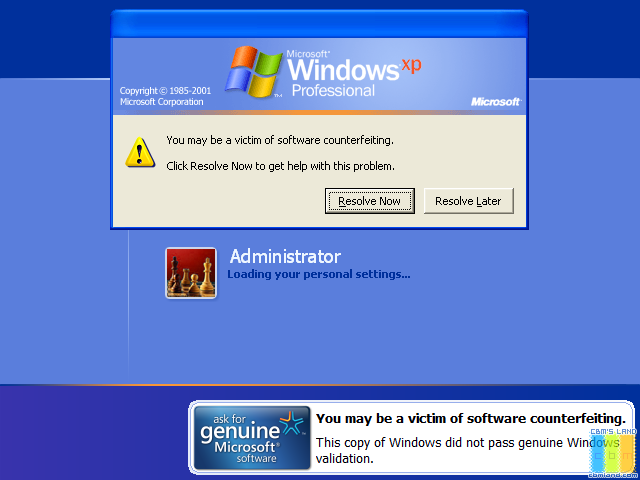 Microsoft®
Windows xp
Professional
Copyright © 1985-2001
Microsoft Corporation
Microsoft®
You may be a victim of software counterfeiting.
Click Resolve Now to get help with this problem.
Resolve Now
Resolve Later
Administrator
Loading your personal settings...
ask for
genuine
Microsoft®
software
You may be a victim of software counterfeiting.
This copy of Windows did not pass genuine Windows
validation.
CBM'S LAND
cbm
cbmland.com